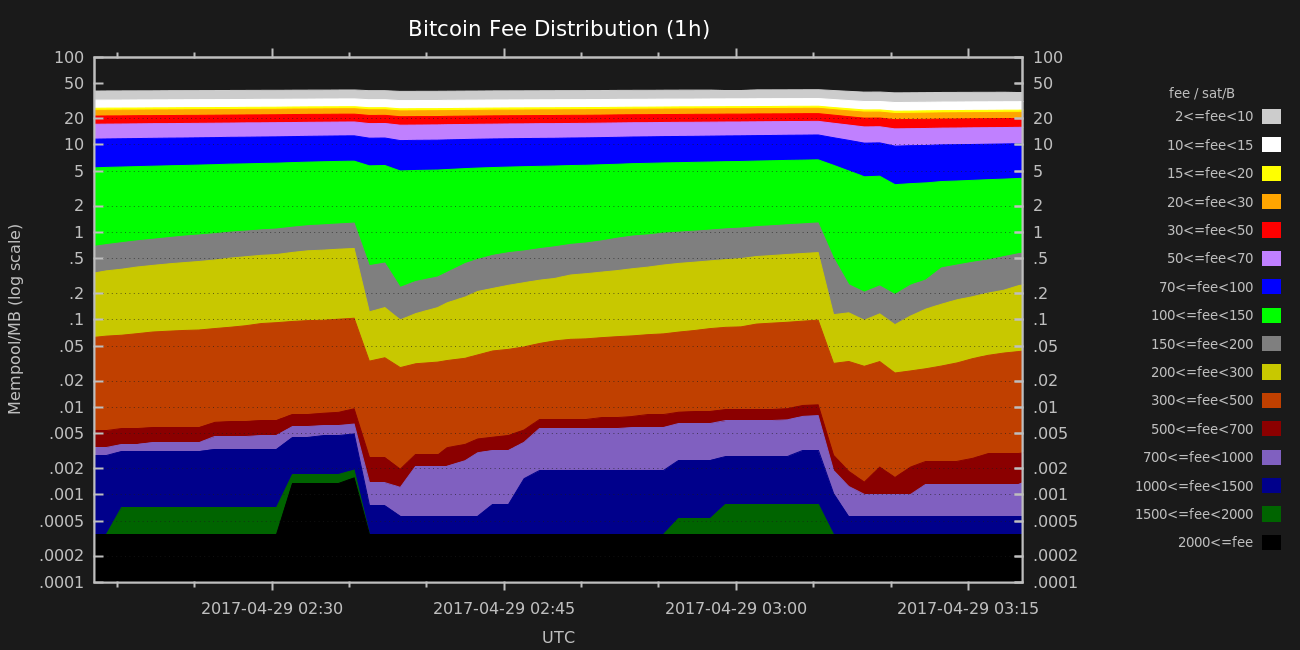 Bitcoin Fee Distribution (1h)
Mempool/MB (log scale)
100
50
20
10
5
2
1
.5
.2
.1
.05
.02
.01
.005
.002
.001
.0005
.0002
.0001
100
50
20
10
5
2
1
.5
.2
.1
.05
.02
.01
.005
.002
.001
.0005
.0002
.0001
2017-04-29 02:30
2017-04-29 02:45
2017-04-29 03:00
2017-04-29 03:15
UTC
fee / sat/B
2<=fee<10
10<=fee<15
15<=fee<20
20<=fee<30
30<=fee<50
50<=fee<70
70<=fee<100
100<=fee<150
150<=fee<200
200<=fee<300
300<=fee<500
500<=fee<700
700<=fee<1000
1000<=fee<1500
1500<=fee<2000
2000<=fee